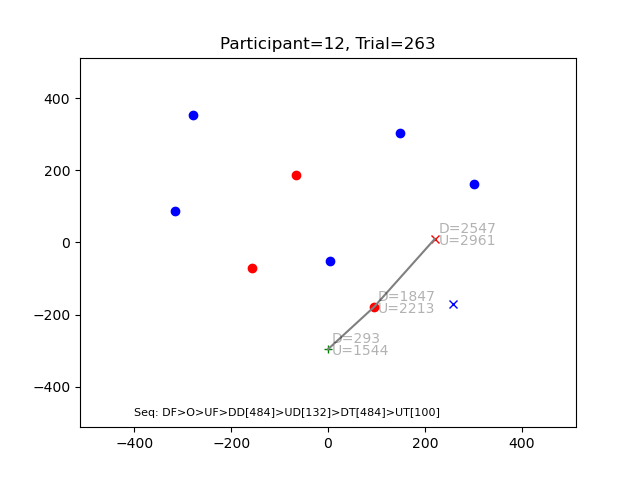 Participant=12, Trial=263
400
200
0
−200
−400
D=2547
U=2961
D=1847
U=2213
D=293
U=1544
Seq: DF>O>UF>DD[484]>UD[132]>DT[484]>UT[100]
−400
−200
0
200
400